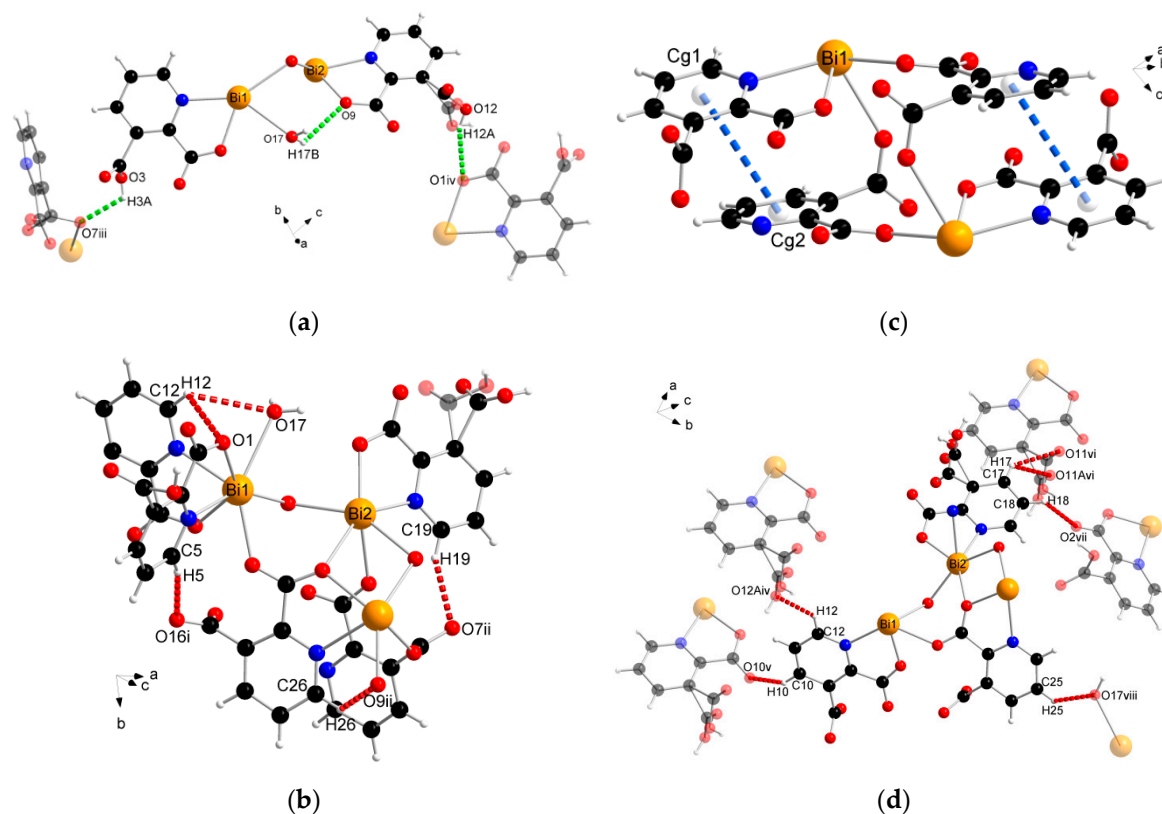 Bi1
Bi2
O9
O12
H12A
O17
H17B
O3
H3A
O7iii
O1iv
b
c
a
(a)
Cg1
Bi1
Cg2
a
b
c
(c)
H12
C12
O1
O17
Bi1
Bi2
C5
H5
C19
H19
O16i
O7ii
C26
O9ii
H26
a
c
b
(b)
a
c
b
H17
C17
O11vi
O11Avi
C18
H18
O2vii
Bi2
O12Aiv
H12
C12
Bi1
O10v
H10
C10
C25
H25
O17viii
(d)